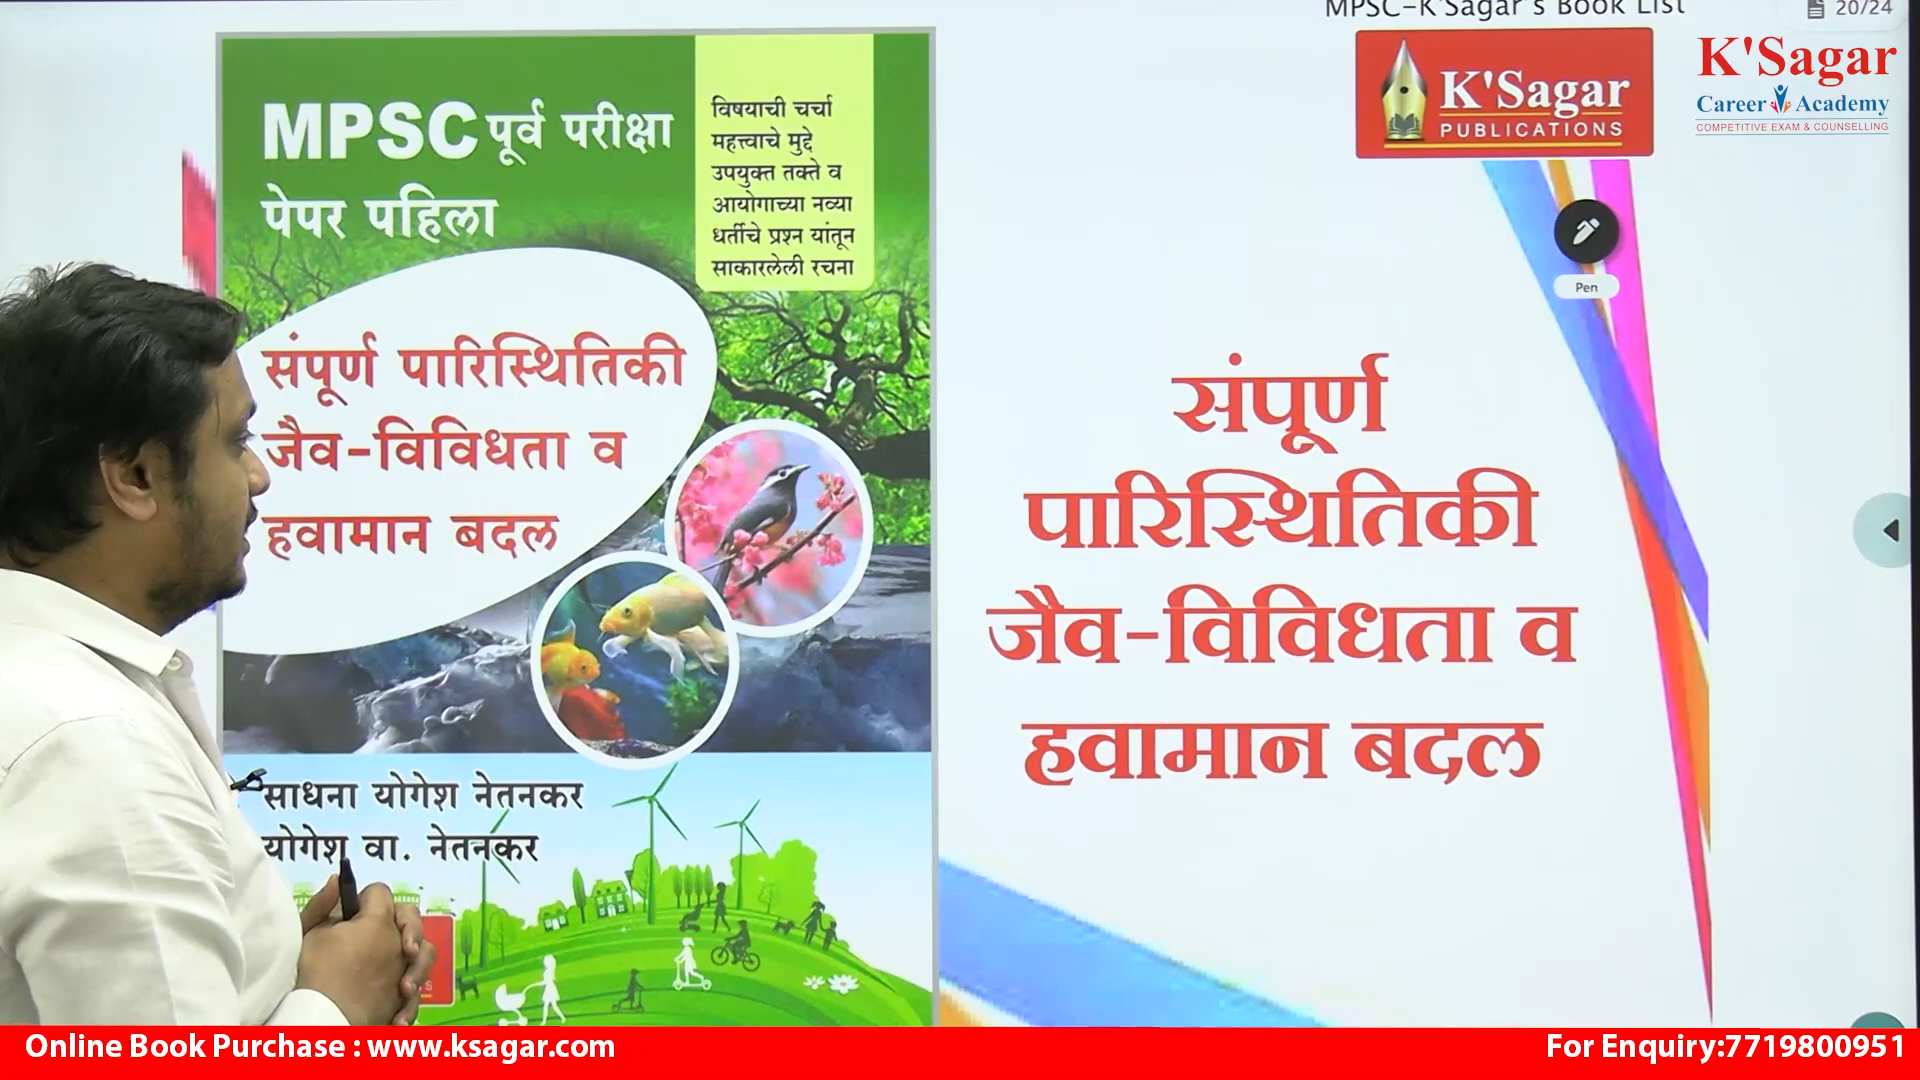 MPSC-K'Sagar's Book List
20/24
K'Sagar
PUBLICATIONS
K'Sagar
Career Academy
COMPETITIVE EXAM & COUNSELLING
Pen
MPSC पूर्व परीक्षा
पेपर पहिला
विषयाची चर्चा
महत्त्वाचे मुद्दे
उपयुक्त तक्ते व
आयोगाच्या नव्या
धर्तीचे प्रश्न यांतून
साकारलेली रचना
संपूर्ण पारिस्थितिकी
जैव-विविधता व
हवामान बदल
साधना योगेश नेतनकर
योगेश वा. नेतनकर
संपूर्ण
पारिस्थितिकी
जैव-विविधता व
हवामान बदल
Online Book Purchase : www.ksagar.com
For Enquiry:7719800951